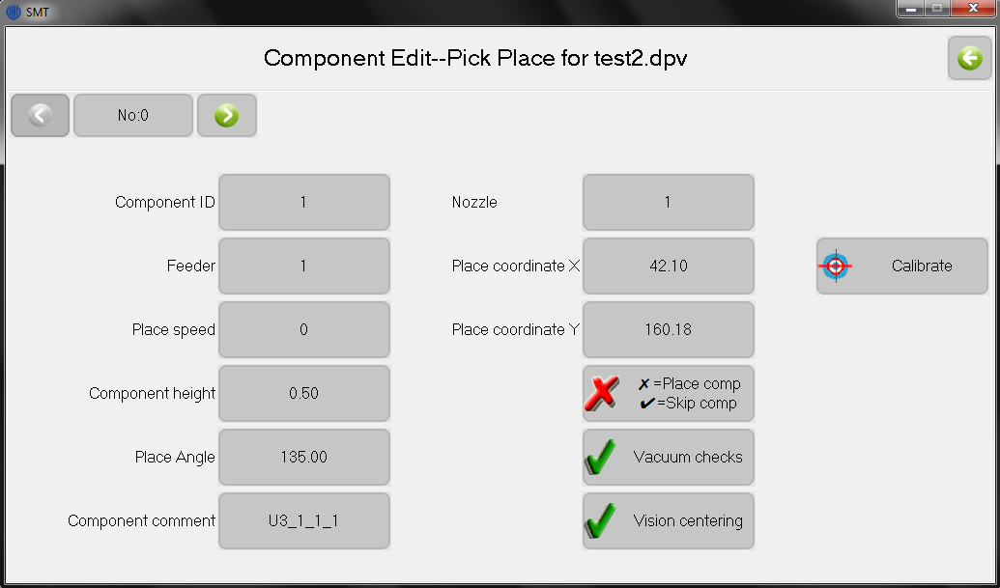 SMT
Component Edit--Pick Place for test2.dpv
No:0
Component ID 1 Nozzle 1
Feeder 1 Place coordinate X 42.10 Calibrate
Place speed 0 Place coordinate Y 160.18
Component height 0.50 ✗=Place comp
✔=Skip comp
Place Angle 135.00 Vacuum checks
Component comment U3_1_1_1 Vision centering